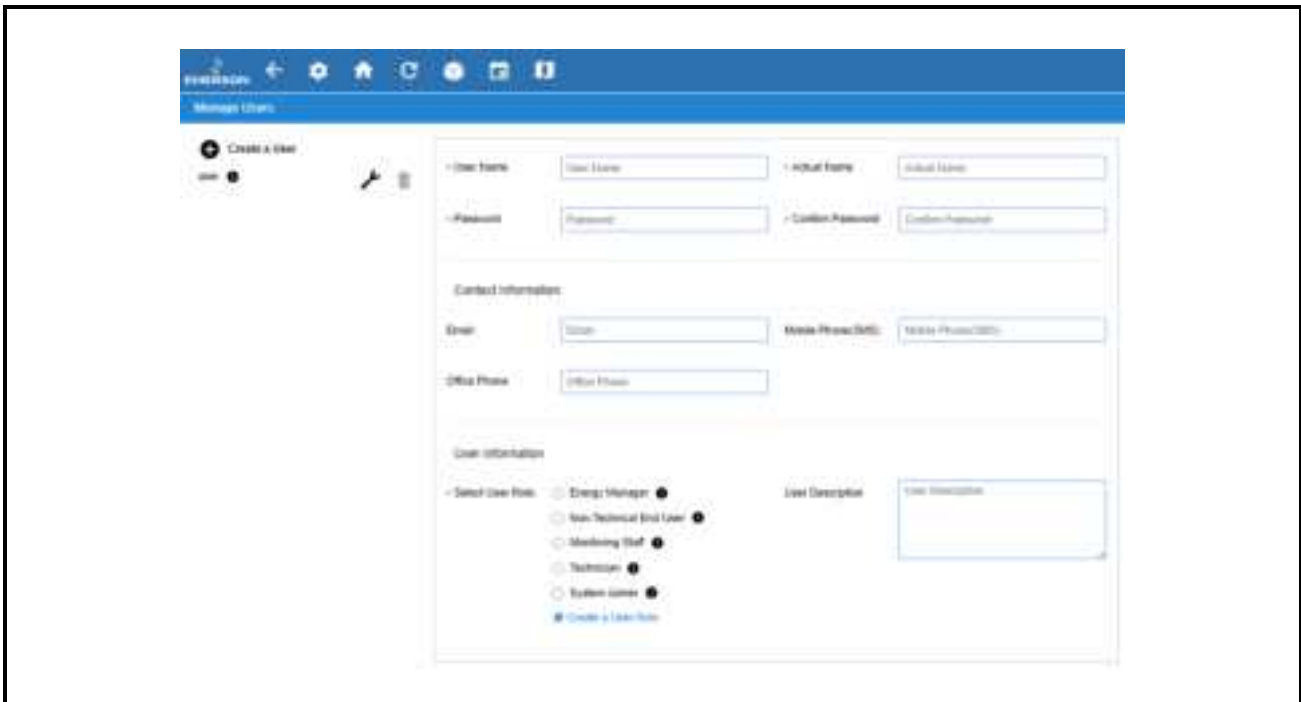 EMERSON
Manage Users
Create a User
user
User Name User Name Actual Name Actual Name
Password Password Confirm Password Confirm Password
Contact Information
Email Email Mobile Phone(SMS) Mobile Phone(SMS)
Office Phone Office Phone
User Information
Select User Role Energy Manager User Description User Description
Non-Technical End User
Monitoring Staff
Technician
System Admin
Create a User Role